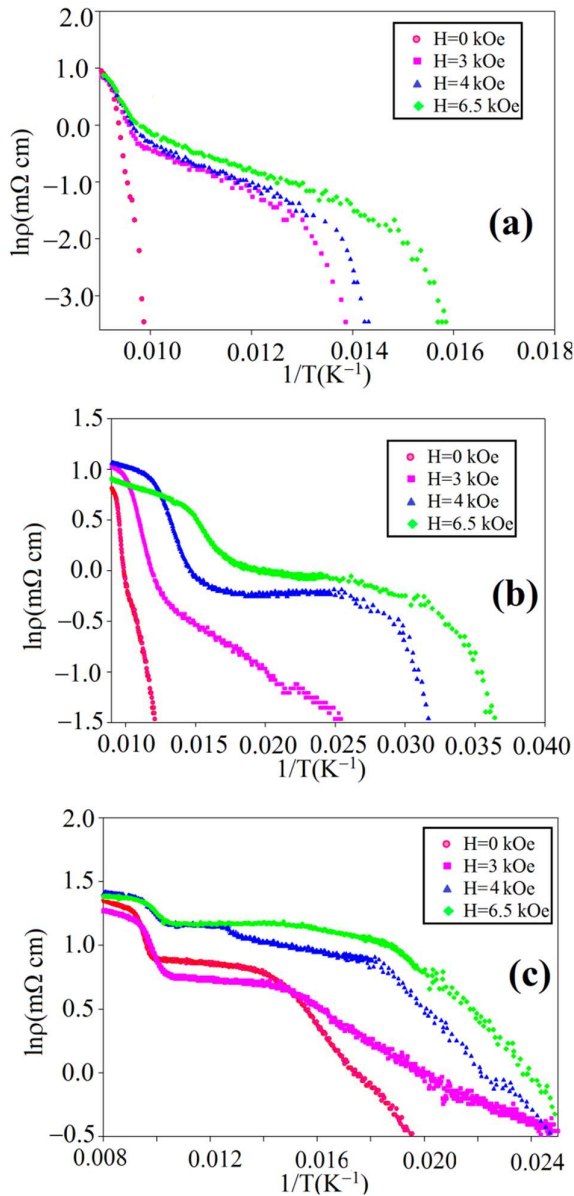 2.0
1.0
0.0
−1.0
−2.0
−3.0
lnρ(mΩ cm)
H=0 kOe
H=3 kOe
H=4 kOe
H=6.5 kOe
(a)
0.010 0.012 0.014 0.016 0.018
1/T(K⁻¹)
1.5
1.0
0.5
0.0
−0.5
−1.0
−1.5
lnρ(mΩ cm)
H=0 kOe
H=3 kOe
H=4 kOe
H=6.5 kOe
(b)
0.010 0.015 0.020 0.025 0.030 0.035 0.040
1/T(K⁻¹)
2.0
1.5
1.0
0.5
0.0
−0.5
lnρ(mΩ cm)
H=0 kOe
H=3 kOe
H=4 kOe
H=6.5 kOe
(c)
0.008 0.012 0.016 0.020 0.024
1/T(K⁻¹)